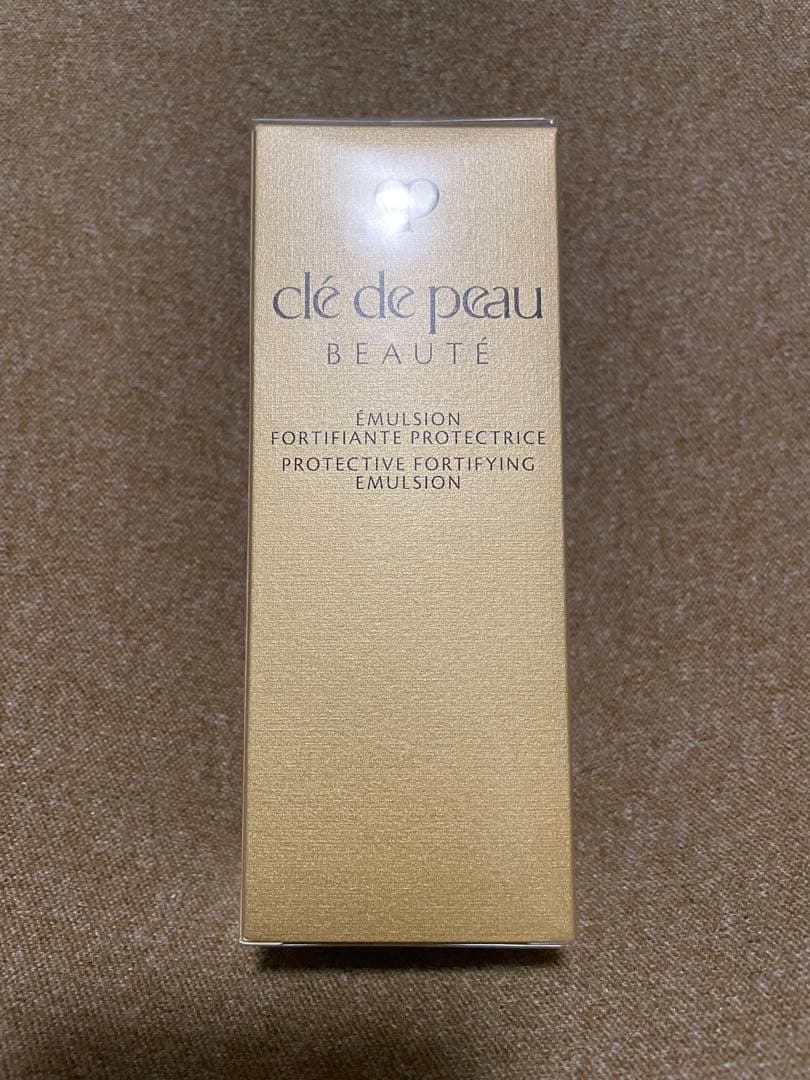 clé de peau
BEAUTÉ
ÉMULSION
FORTIFIANTE PROTECTRICE
PROTECTIVE FORTIFYING
EMULSION